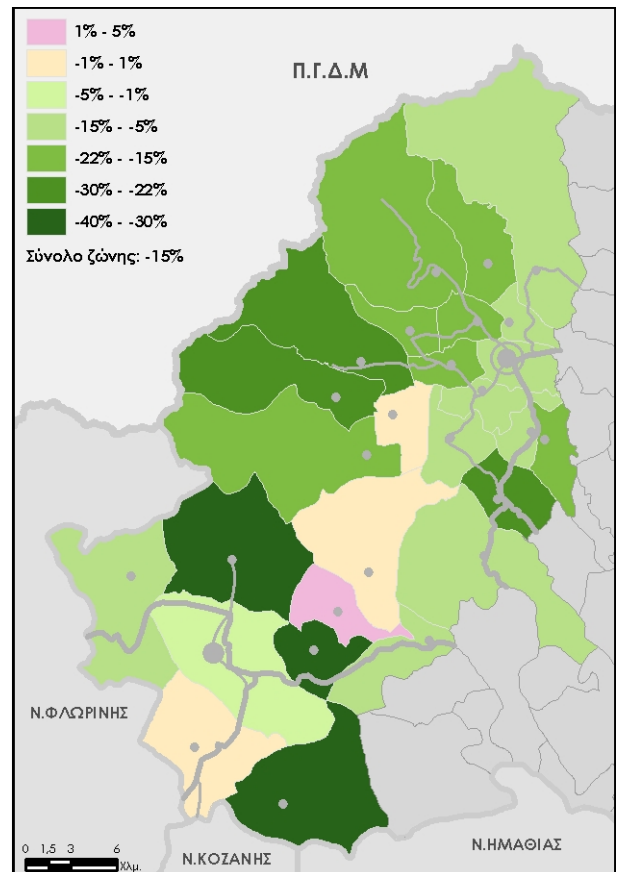 1% - 5%
-1% - 1%
-5% - -1%
-15% - -5%
-22% - -15%
-30% - -22%
-40% - -30%
Σύνολο ζώνης: -15%
Π.Γ.Δ.Μ
Ν.ΦΛΩΡΙΝΗΣ
Ν.ΚΟΖΑΝΗΣ
Ν.ΗΜΑΘΙΑΣ
0 1,5 3 6
Χλμ.